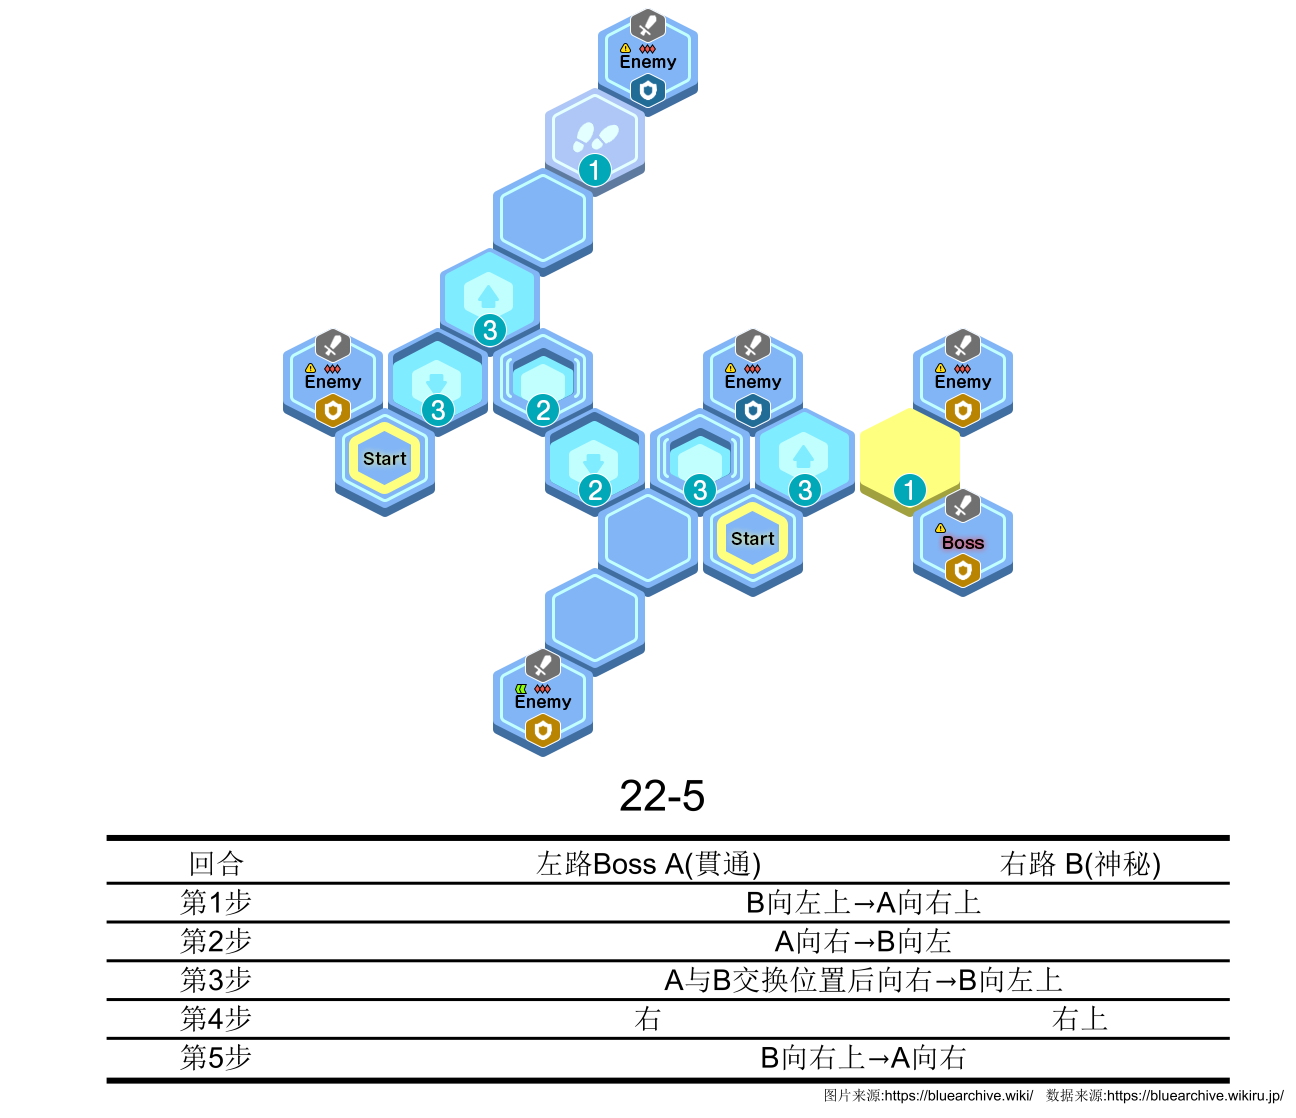 Enemy
1
3
Enemy
3
2
Enemy
Enemy
Start
2
3
3
1
Start
Boss
Enemy
22-5
回合 左路Boss A(貫通) 右路 B(神秘)
第1步 B向左上→A向右上
第2步 A向右→B向左
第3步 A与B交换位置后向右→B向左上
第4步 右 右上
第5步 B向右上→A向右
图片来源:https://bluearchive.wiki/ 数据来源:https://bluearchive.wikiru.jp/